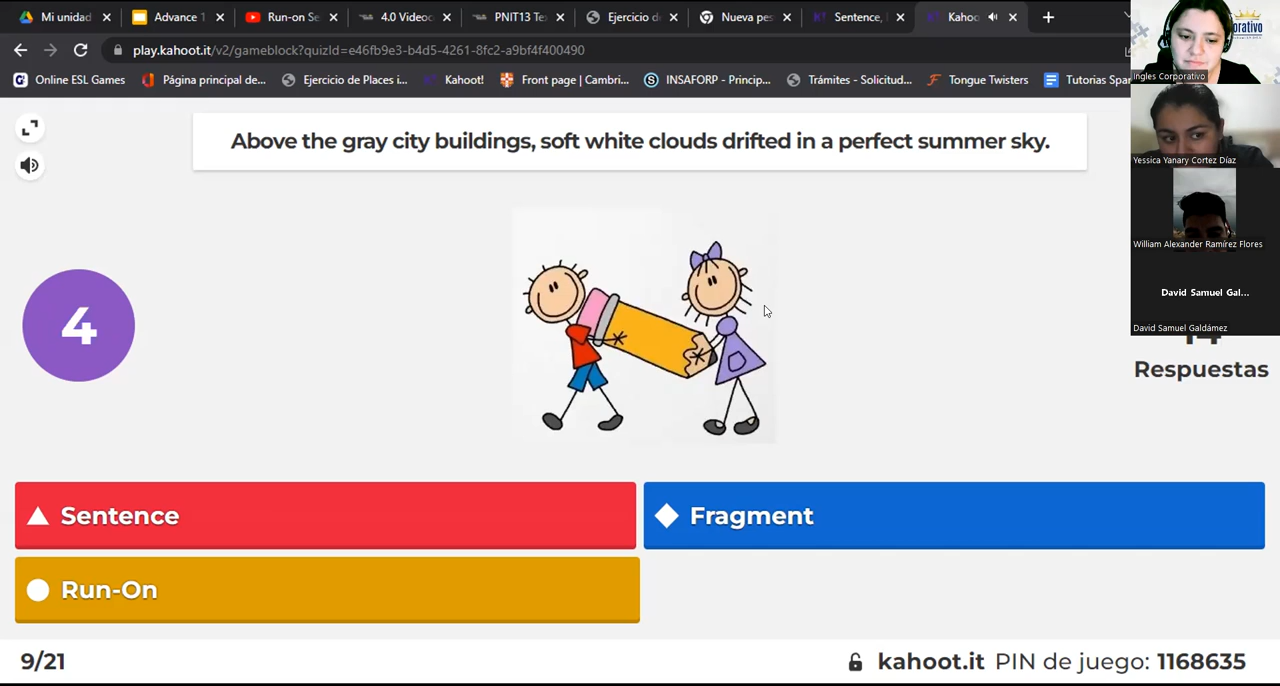 Mi unidad
Advance 1
Run-on Se
4.0 Videoc
PNIT13 Te
Ejercicio d
Nueva pes
Sentence,
Kahoo
play.kahoot.it/v2/gameblock?quizId=e46fb9e3-b4d5-4261-8fc2-a9bf4f400490
Online ESL Games
Página principal de...
Ejercicio de Places i...
Kahoot!
Front page | Cambri...
INSAFORP - Princip...
Trámites - Solicitud...
Tongue Twisters
Tutorias Spar
orativo
Ingles Corporativo
Yessica Yanary Cortez Díaz
William Alexander Ramírez Flores
David Samuel Gal...
David Samuel Galdámez
Above the gray city buildings, soft white clouds drifted in a perfect summer sky.
4
14
Respuestas
Sentence
Fragment
Run-On
9/21
kahoot.it PIN de juego: 1168635